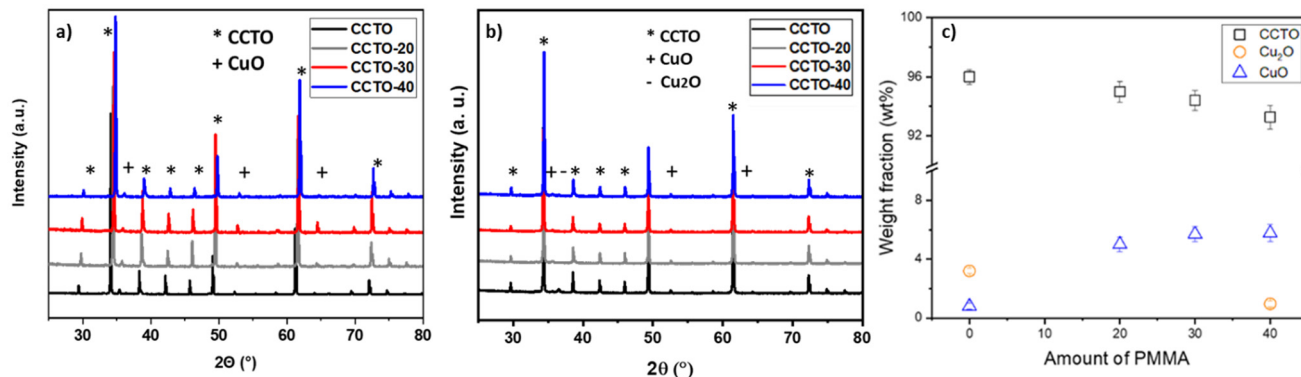 a)
* CCTO
+ CuO
CCTO
CCTO-20
CCTO-30
CCTO-40
*
*
*
*
+
*
*
*
+
+
*
Intensity (a.u.)
30 40 50 60 70 80
2Θ (°)
b)
* CCTO
+ CuO
- Cu2O
CCTO
CCTO-20
CCTO-30
CCTO-40
*
*
*
+
-
*
*
*
+
+
*
Intensity (a. u.)
30 40 50 60 70 80
2θ (°)
c)
CCTO
Cu₂O
CuO
100
96
92
8
4
0
Weight fraction (wt%)
0 10 20 30 40
Amount of PMMA